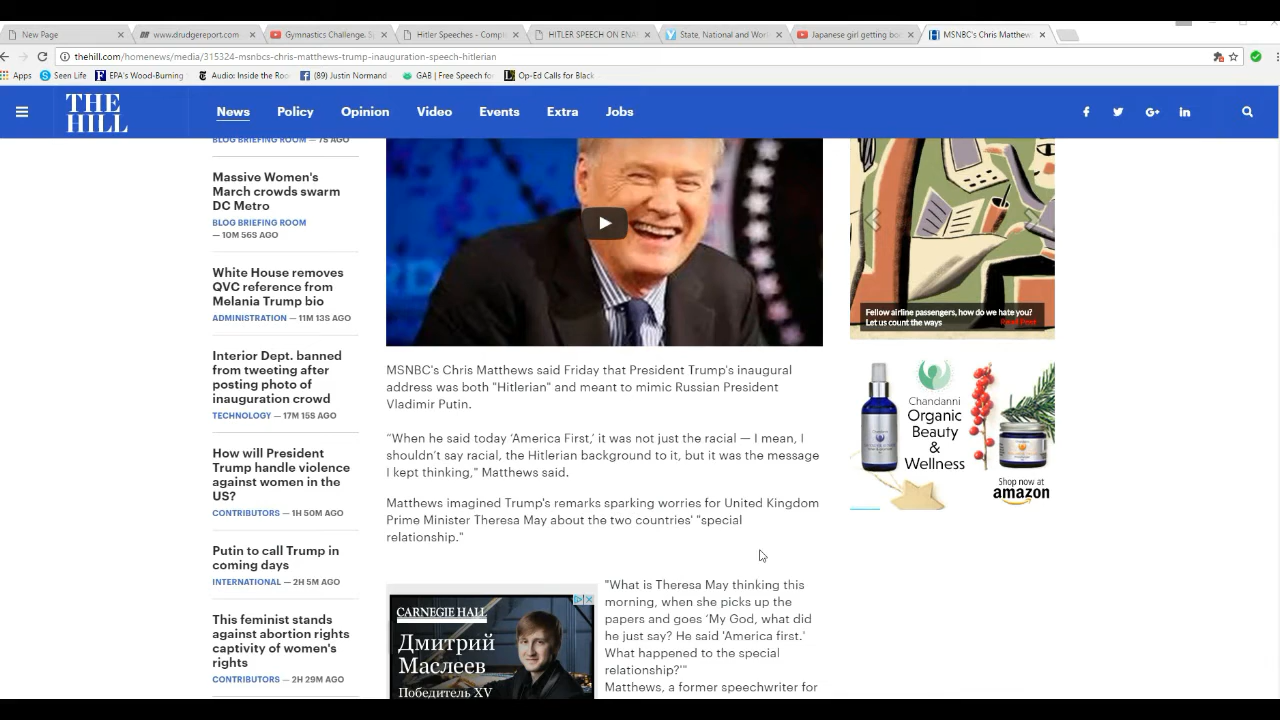 New Page
www.drudgereport.com
Gymnastics Challenge. S
Hitler Speeches - Compl
HITLER SPEECH ON ENA
State, National and Wor
Japanese girl getting bo
MSNBC's Chris Matthew
thehill.com/homenews/media/315324-msnbcs-chris-matthews-trump-inauguration-speech-hitlerian
Apps
Seen Life
EPA's Wood-Burning
Audio: Inside the Roo
(89) Justin Normand
GAB | Free Speech fo
Op-Ed Calls for Black
THE
HILL
News
Policy
Opinion
Video
Events
Extra
Jobs
BLOG BRIEFING ROOM — 7S AGO
Massive Women's
March crowds swarm
DC Metro
BLOG BRIEFING ROOM
— 10M 56S AGO
White House removes
QVC reference from
Melania Trump bio
ADMINISTRATION — 11M 13S AGO
Interior Dept. banned
from tweeting after
posting photo of
inauguration crowd
TECHNOLOGY — 17M 15S AGO
How will President
Trump handle violence
against women in the
US?
CONTRIBUTORS — 1H 50M AGO
Putin to call Trump in
coming days
INTERNATIONAL — 2H 5M AGO
This feminist stands
against abortion rights
captivity of women's
rights
CONTRIBUTORS — 2H 29M AGO
MSNBC's Chris Matthews said Friday that President Trump's inaugural
address was both "Hitlerian" and meant to mimic Russian President
Vladimir Putin.
“When he said today ‘America First,’ it was not just the racial — I mean, I
shouldn’t say racial, the Hitlerian background to it, but it was the message
I kept thinking," Matthews said.
Matthews imagined Trump's remarks sparking worries for United Kingdom
Prime Minister Theresa May about the two countries' "special
relationship."
"What is Theresa May thinking this
morning, when she picks up the
papers and goes ‘My God, what did
he just say? He said 'America first.'
What happened to the special
relationship?'"
Matthews, a former speechwriter for
CARNEGIE HALL
Дмитрий
Маслеев
Победитель XV
Fellow airline passengers, how do we hate you?
Let us count the ways
Read Post
Chandanni
Organic
Beauty
&
Wellness
Shop now at
amazon